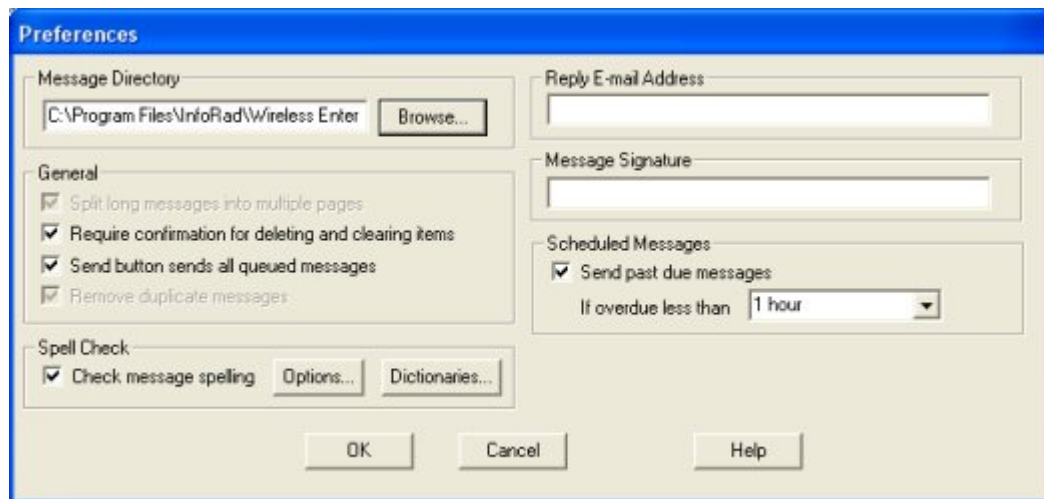 Preferences
Message Directory
C:\Program Files\InfoRad\Wireless Enter
Browse...
General
Split long messages into multiple pages
Require confirmation for deleting and clearing items
Send button sends all queued messages
Remove duplicate messages
Spell Check
Check message spelling
Options...
Dictionaries...
Reply E-mail Address
Message Signature
Scheduled Messages
Send past due messages
If overdue less than
1 hour
OK
Cancel
Help